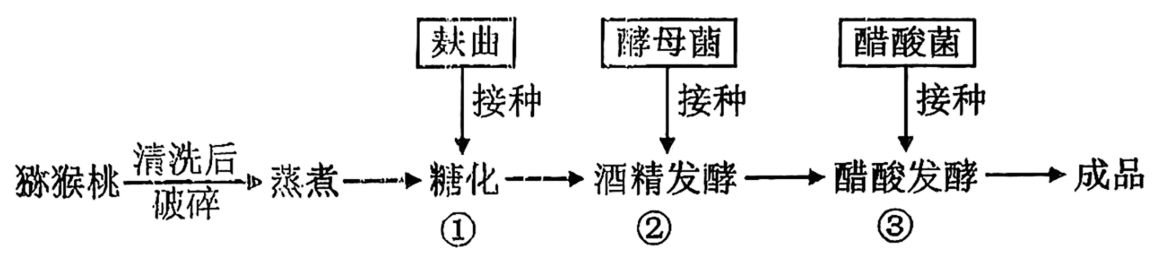 麸曲 酵母菌 醋酸菌
接种 接种 接种
猕猴桃 清洗后 破碎 蒸煮 糖化 酒精发酵 醋酸发酵 成品
① ② ③